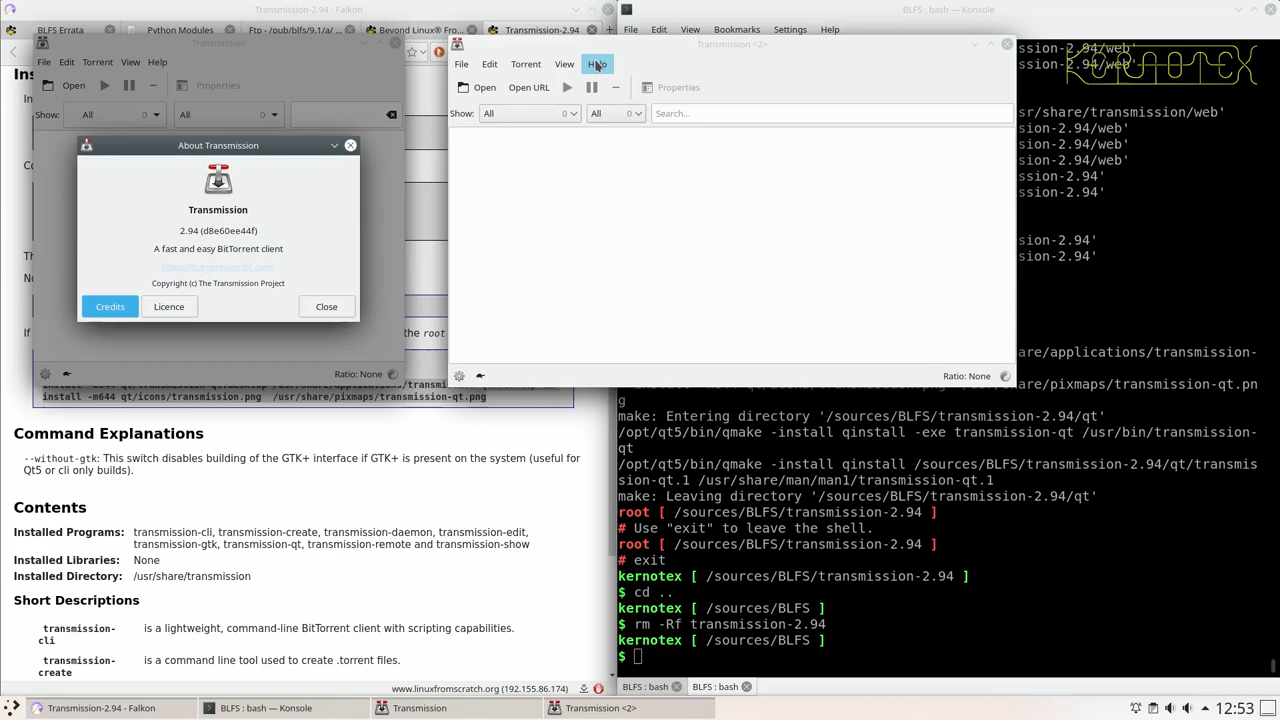 Transmission-2.94 - Falkon
BLFS : bash — Konsole
BLFS Errata
Python Modules
Ftp - /pub/blfs/9.1/a/
Beyond Linux® Fro...
Transmission-2.94
File Edit View Bookmarks Settings Help
Transmission
File Edit Torrent View Help
Open Properties
Show: All 0 All 0
About Transmission
Transmission
2.94 (d8e60ee44f)
A fast and easy BitTorrent client
https://transmissionbt.com/
Copyright (c) The Transmission Project
Credits Licence Close
Ratio: None
Transmission <2>
File Edit Torrent View Help
Open Open URL Properties
Show: All 0 All 0 Search...
Ratio: None
KERNOTEX
ssion-2.94/web'
ssion-2.94/web'
r/share/transmission/web'
ssion-2.94/web'
ssion-2.94/web'
ssion-2.94/web'
ssion-2.94'
ssion-2.94'
sion-2.94'
sion-2.94'
are/applications/transmission-
are/pixmaps/transmission-qt.pn
g
make: Entering directory '/sources/BLFS/transmission-2.94/qt'
/opt/qt5/bin/qmake -install qinstall -exe transmission-qt /usr/bin/transmission-
qt
/opt/qt5/bin/qmake -install qinstall /sources/BLFS/transmission-2.94/qt/transmis
sion-qt.1 /usr/share/man/man1/transmission-qt.1
make: Leaving directory '/sources/BLFS/transmission-2.94/qt'
root [ /sources/BLFS/transmission-2.94 ]
# Use "exit" to leave the shell.
root [ /sources/BLFS/transmission-2.94 ]
# exit
kernotex [ /sources/BLFS/transmission-2.94 ]
$ cd ..
kernotex [ /sources/BLFS ]
$ rm -Rf transmission-2.94
kernotex [ /sources/BLFS ]
$
BLFS : bash BLFS : bash
the root
install -m644 qt/icons/transmission.png /usr/share/pixmaps/transmission-qt.png
Command Explanations
--without-gtk: This switch disables building of the GTK+ interface if GTK+ is present on the system (useful for
Qt5 or cli only builds).
Contents
Installed Programs: transmission-cli, transmission-create, transmission-daemon, transmission-edit,
transmission-gtk, transmission-qt, transmission-remote and transmission-show
Installed Libraries: None
Installed Directory: /usr/share/transmission
Short Descriptions
transmission-
cli
is a lightweight, command-line BitTorrent client with scripting capabilities.
transmission-
create
is a command line tool used to create .torrent files.
www.linuxfromscratch.org (192.155.86.174)
Transmission-2.94 - Falkon
BLFS : bash — Konsole
Transmission
Transmission <2>
12:53